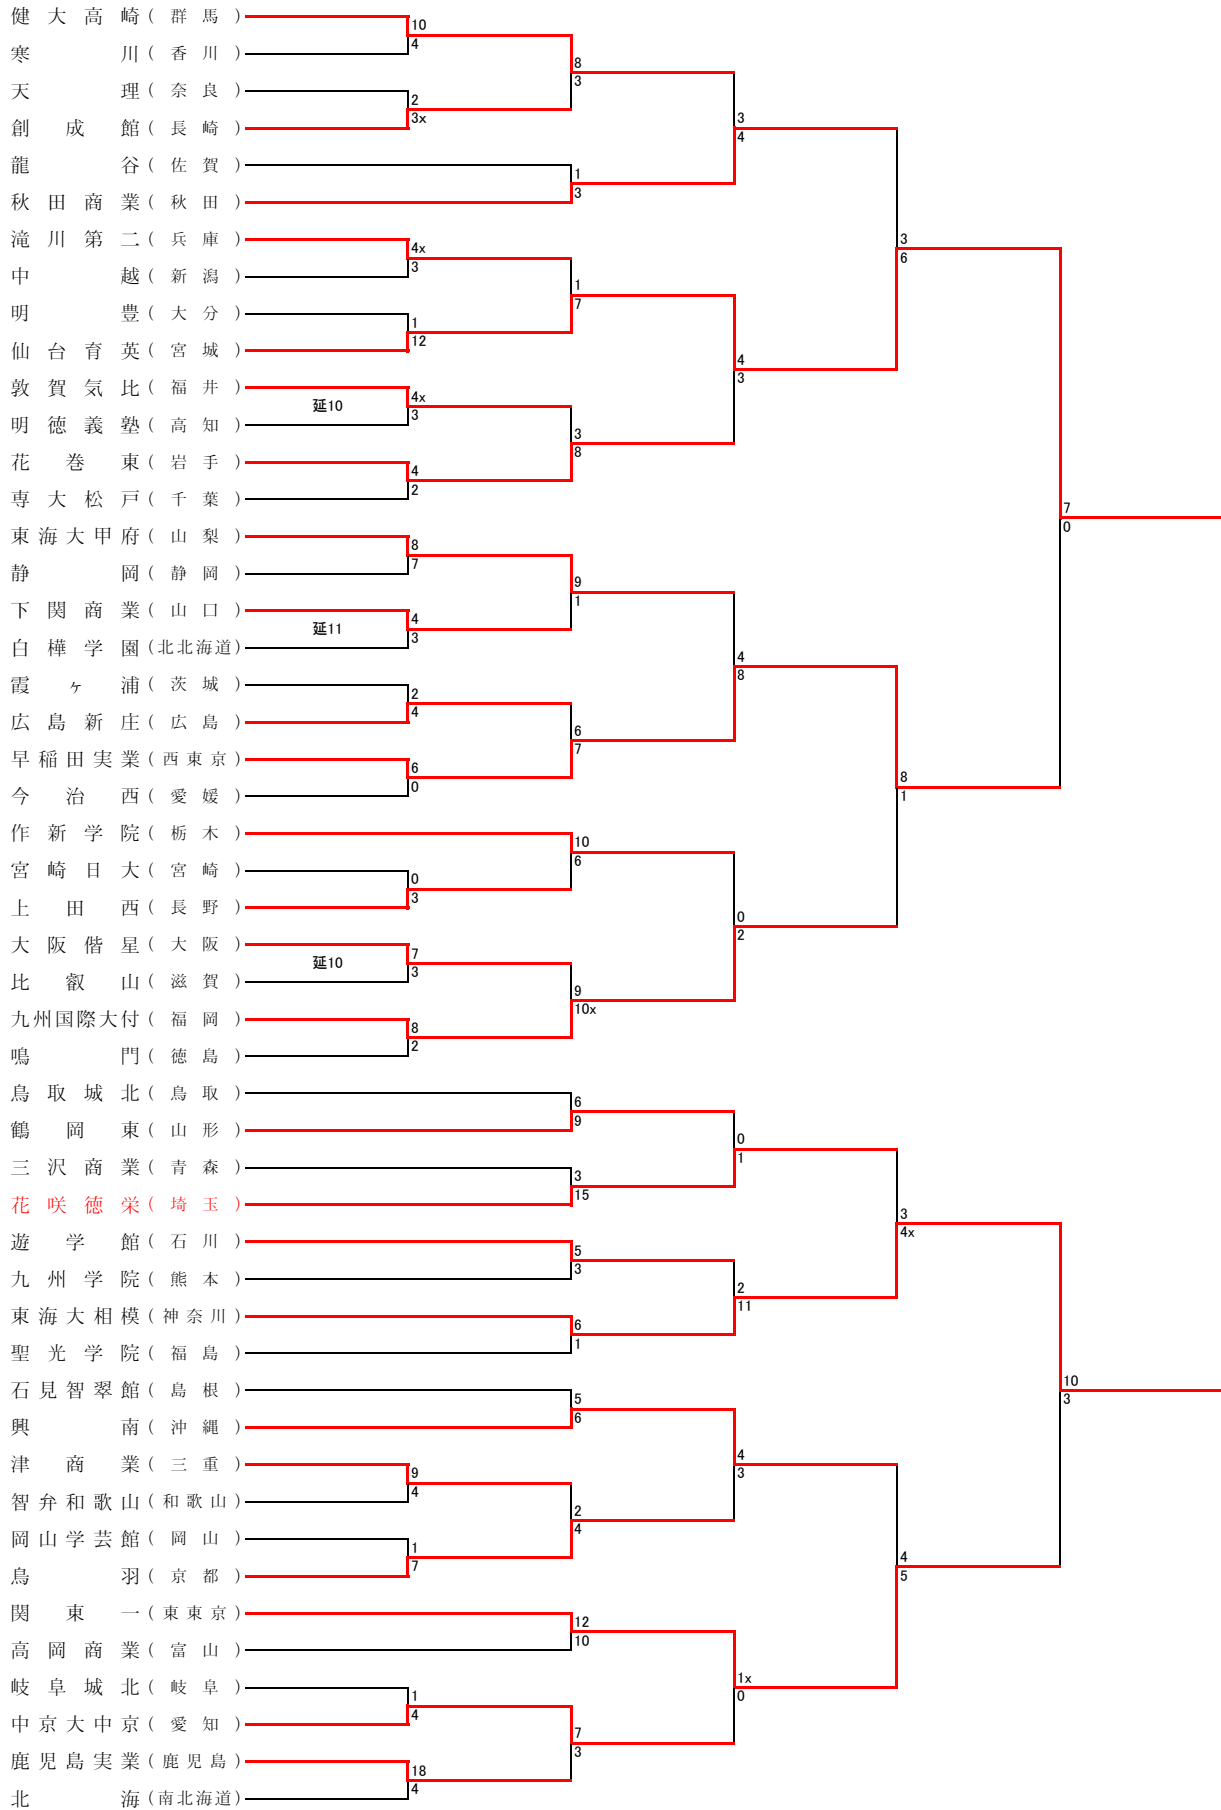 健大高崎(群馬)
10
寒川(香川)
4
8
天理(奈良)
3
2
創成館(長崎)
3x
3
4
龍谷(佐賀)
1
秋田商業(秋田)
3
滝川第二(兵庫)
4x
3
中越(新潟)
3
6
1
明豊(大分)
7
1
仙台育英(宮城)
12
4
敦賀気比(福井)
3
延10
4x
明徳義塾(高知)
3
3
花巻東(岩手)
8
4
専大松戸(千葉)
2
7
0
東海大甲府(山梨)
8
静岡(静岡)
7
9
下関商業(山口)
1
延11
4
白樺学園(北北海道)
3
4
8
霞ヶ浦(茨城)
2
広島新庄(広島)
4
6
早稲田実業(西東京)
7
6
今治西(愛媛)
0
8
1
作新学院(栃木)
10
宮崎日大(宮崎)
6
0
上田西(長野)
3
0
2
大阪偕星(大阪)
延10
7
比叡山(滋賀)
3
9
九州国際大付(福岡)
10x
8
鳴門(徳島)
2
鳥取城北(鳥取)
6
鶴岡東(山形)
9
0
1
三沢商業(青森)
3
花咲徳栄(埼玉)
15
3
4x
遊学館(石川)
5
九州学院(熊本)
3
2
11
東海大相模(神奈川)
6
聖光学院(福島)
1
10
3
石見智翠館(島根)
5
興南(沖縄)
6
4
3
津商業(三重)
9
智弁和歌山(和歌山)
4
2
4
岡山学芸館(岡山)
1
鳥羽(京都)
7
4
5
関東一(東東京)
12
高岡商業(富山)
10
1x
0
岐阜城北(岐阜)
1
中京大中京(愛知)
4
7
3
鹿児島実業(鹿児島)
18
北海(南北海道)
4